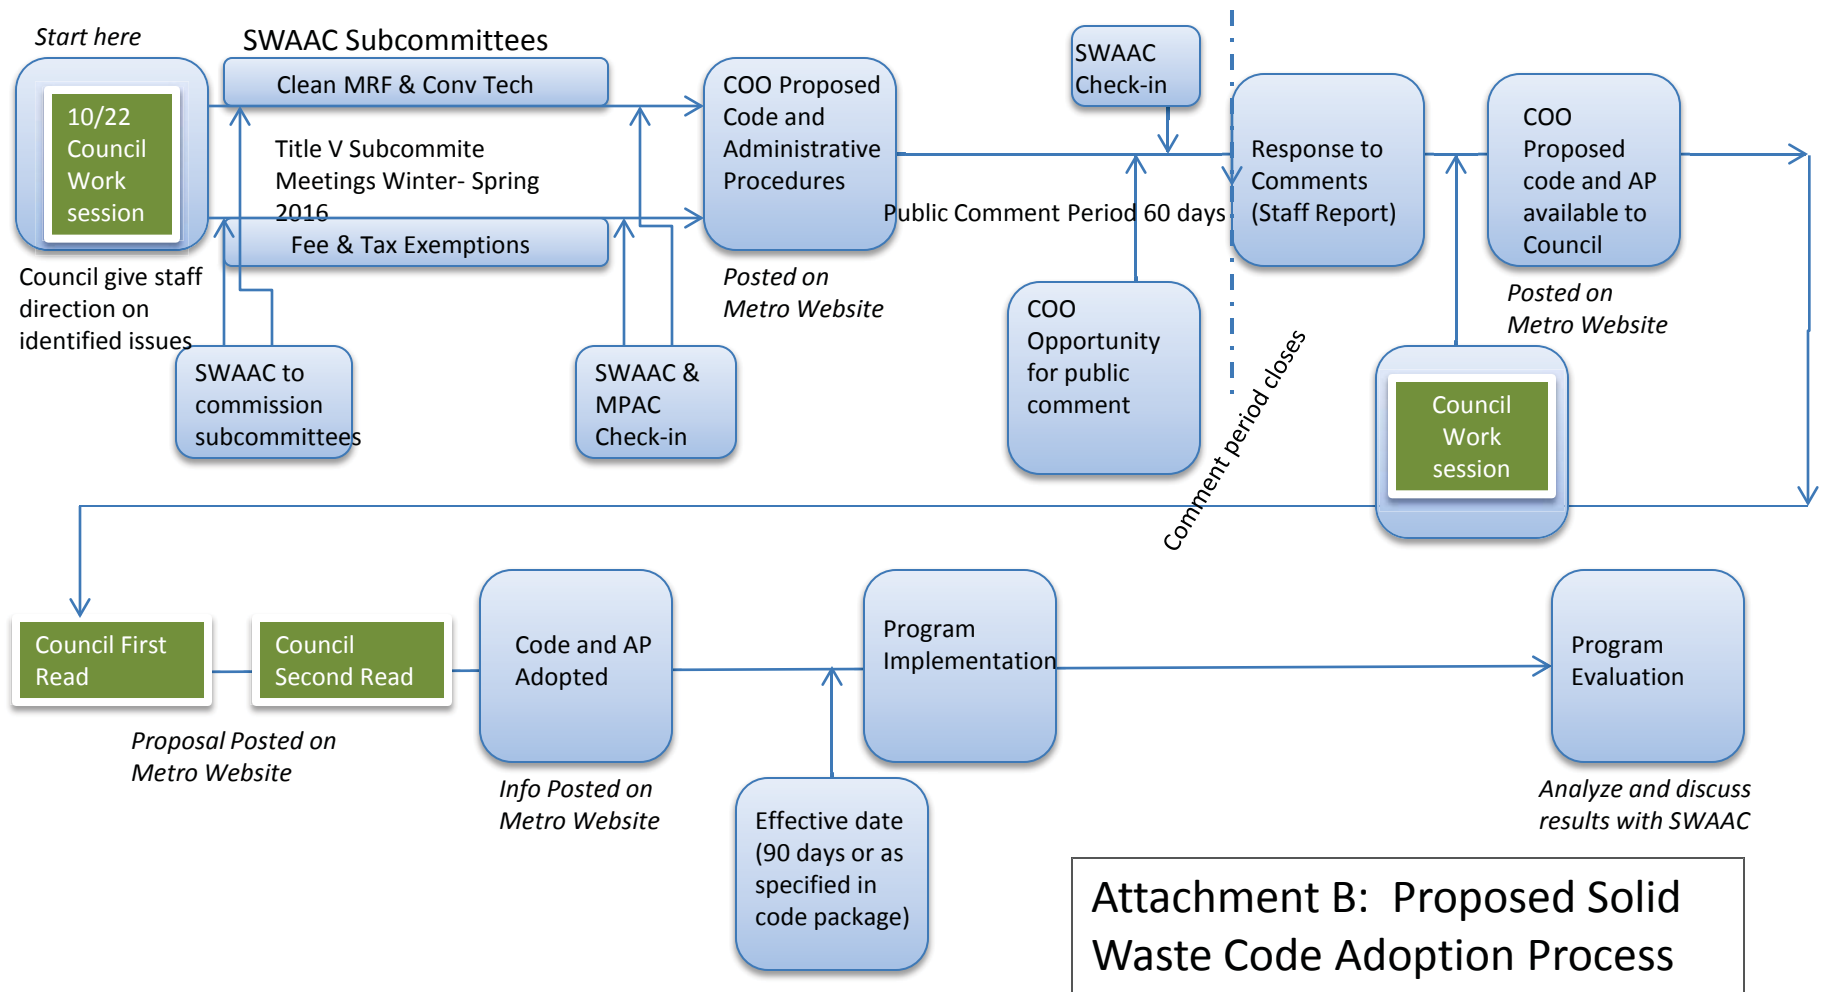 Start here
SWAAC Subcommittees
10/22
Council
Work
session
Council give staff
direction on
identified issues
Clean MRF & Conv Tech
Title V Subcommite
Meetings Winter- Spring
2016
Fee & Tax Exemptions
SWAAC to
commission
subcommittees
SWAAC &
MPAC
Check-in
COO Proposed
Code and
Administrative
Procedures
Posted on
Metro Website
Public Comment Period 60 days
SWAAC
Check-in
COO
Opportunity
for public
comment
Comment period closes
Response to
Comments
(Staff Report)
Council
Work
session
COO
Proposed
code and AP
available to
Council
Posted on
Metro Website
Council First
Read
Council
Second Read
Proposal Posted on
Metro Website
Code and AP
Adopted
Info Posted on
Metro Website
Effective date
(90 days or as
specified in
code package)
Program
Implementation
Program
Evaluation
Analyze and discuss
results with SWAAC
Attachment B:  Proposed Solid
Waste Code Adoption Process